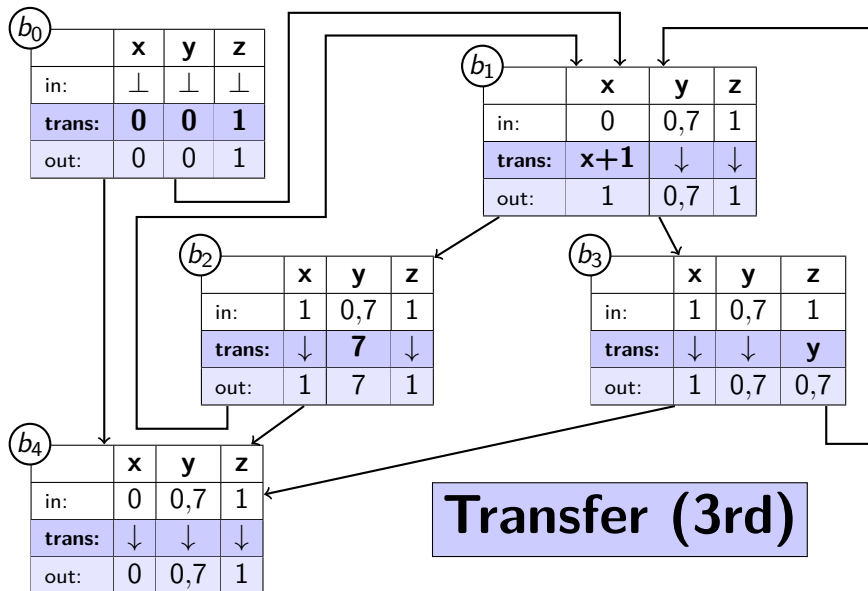 b0
x y z
in: ⊥ ⊥ ⊥
trans: 0 0 1
out: 0 0 1
b1
x y z
in: 0 0,7 1
trans: x+1 ↓ ↓
out: 1 0,7 1
b2
x y z
in: 1 0,7 1
trans: ↓ 7 ↓
out: 1 7 1
b3
x y z
in: 1 0,7 1
trans: ↓ ↓ y
out: 1 0,7 0,7
b4
x y z
in: 0 0,7 1
trans: ↓ ↓ ↓
out: 0 0,7 1
Transfer (3rd)